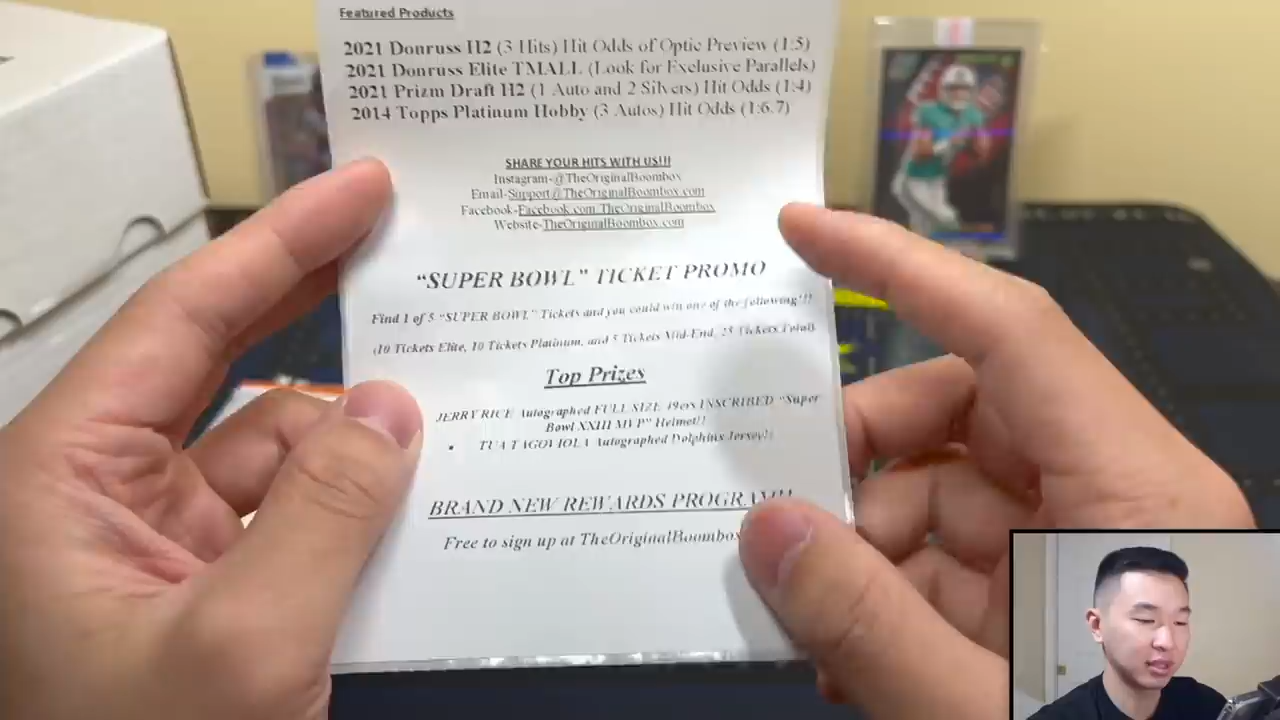 Featured Products
2021 Donruss H2 (3 Hits) Hit Odds of Optic Preview (1:5)
2021 Donruss Elite TMALL (Look for Exclusive Parallels)
2021 Prizm Draft H2 (1 Auto and 2 Silvers) Hit Odds (1:4)
2014 Topps Platinum Hobby (3 Autos) Hit Odds (1:6.7)
SHARE YOUR HITS WITH US!!!
Instagram-@TheOriginalBoombox
Email-Support@TheOriginalBoombox.com
Facebook-Facebook.com/TheOriginalBoombox
Website-TheOriginalBoombox.com
“SUPER BOWL” TICKET PROMO
Find 1 of 5 “SUPER BOWL” Tickets and you could win one of the following!!!
(10 Tickets Elite, 10 Tickets Platinum, and 5 Tickets Mid-End, 25 Tickets Total)
Top Prizes
JERRY RICE Autographed FULL SIZE 49ers INSCRIBED “Super
Bowl XXIII MVP” Helmet!!
• TUA TAGOVIOLA Autographed Dolphins Jersey!!
BRAND NEW REWARDS PROGRAM!!!
Free to sign up at TheOriginalBoombox